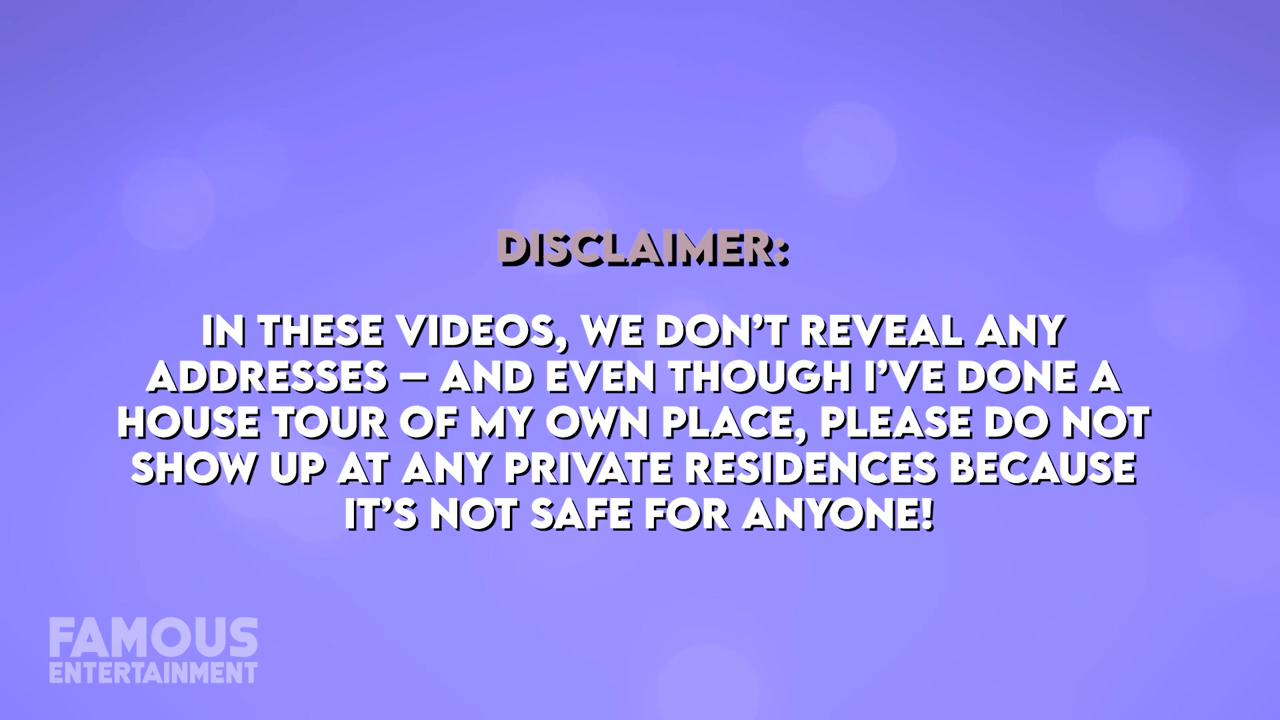 DISCLAIMER:
IN THESE VIDEOS, WE DON'T REVEAL ANY
ADDRESSES – AND EVEN THOUGH I'VE DONE A
HOUSE TOUR OF MY OWN PLACE, PLEASE DO NOT
SHOW UP AT ANY PRIVATE RESIDENCES BECAUSE
IT'S NOT SAFE FOR ANYONE!
FAMOUS
ENTERTAINMENT